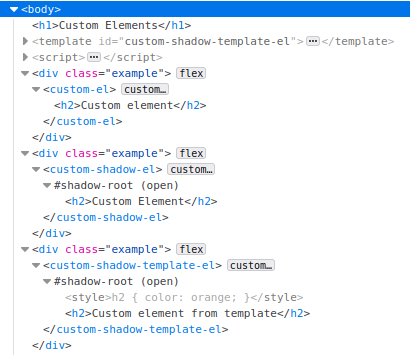 <body>
<h1>Custom Elements</h1>
<template id="custom-shadow-template-el"> ⋯ </template>
<script> ⋯ </script>
<div class="example"> flex
<custom-el> custom…
<h2>Custom element</h2>
</custom-el>
</div>
<div class="example"> flex
<custom-shadow-el> custom…
#shadow-root (open)
<h2>Custom Element</h2>
</custom-shadow-el>
</div>
<div class="example"> flex
<custom-shadow-template-el> custom…
#shadow-root (open)
<style>h2 { color: orange; }</style>
<h2>Custom element from template</h2>
</custom-shadow-template-el>
</div>